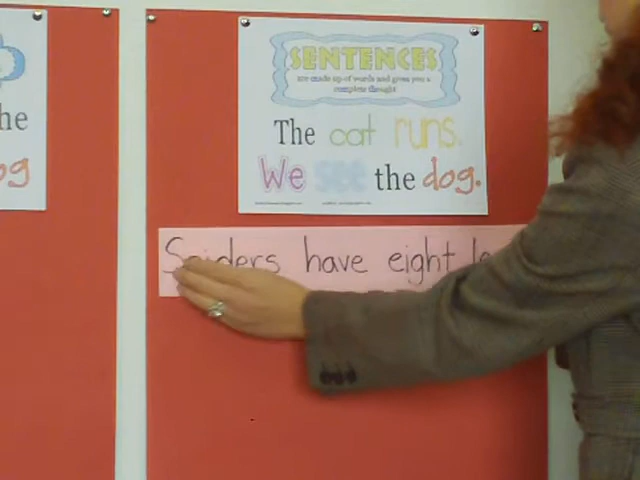 SENTENCES
are made up of words and gives you a
complete thought
The cat runs.
We see the dog.
Spiders have eight
he
og